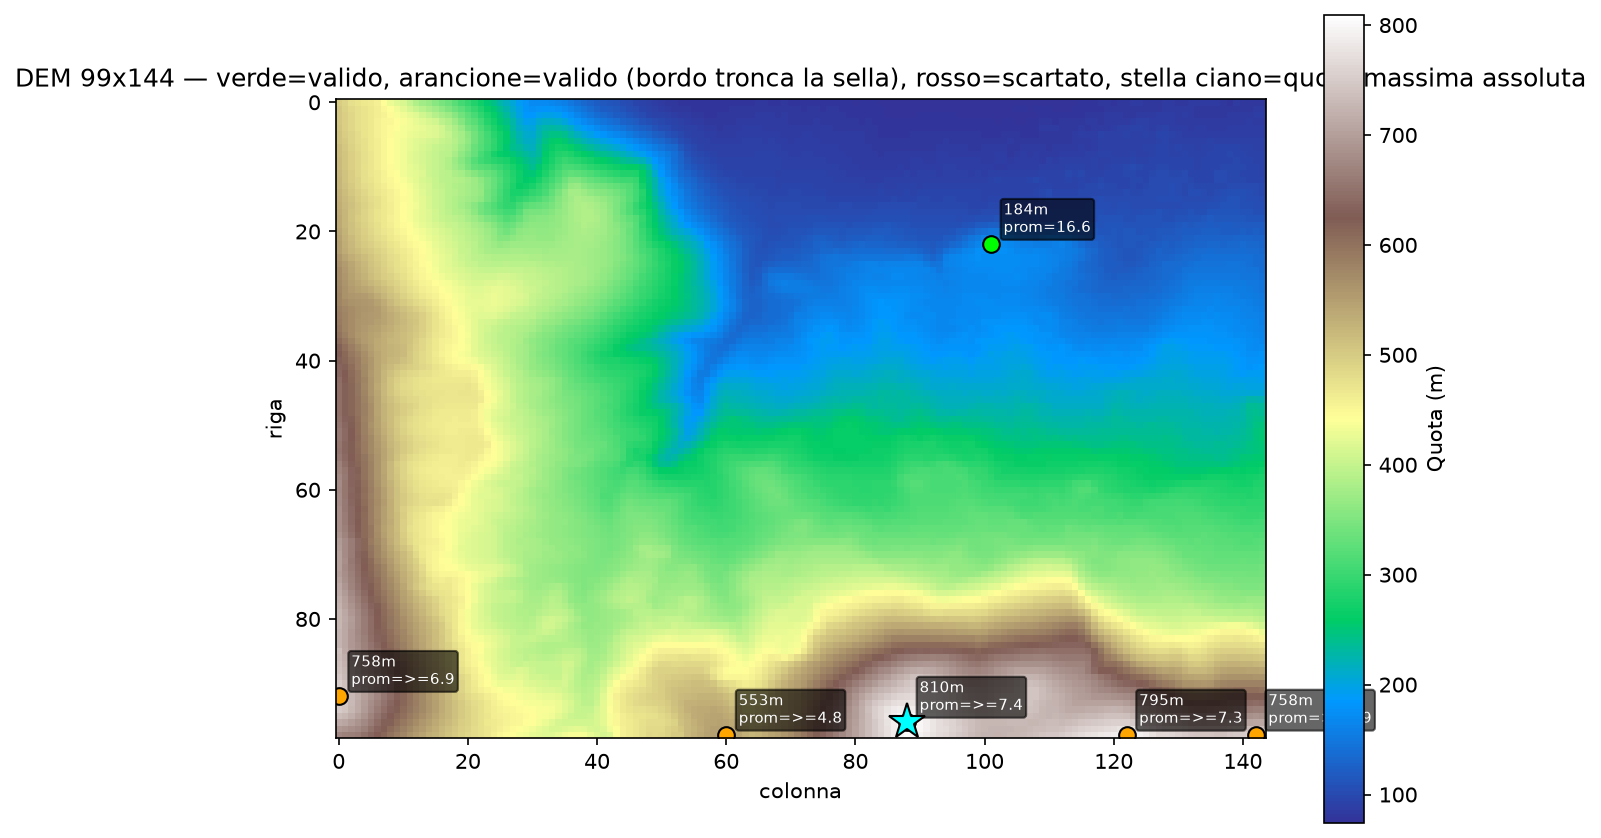 DEM 99x144 — verde=valido, arancione=valido (bordo tronca la sella), rosso=scartato, stella ciano=quo massima assoluta
0
20
40
60
80
riga
184m
prom=16.6
758m
prom=>=6.9
553m
prom=>=4.8
810m
prom=>=7.4
795m
prom=>=7.3
758m
0
20
40
60
80
100
120
140
colonna
800
700
600
500
400
300
200
100
Quota (m)